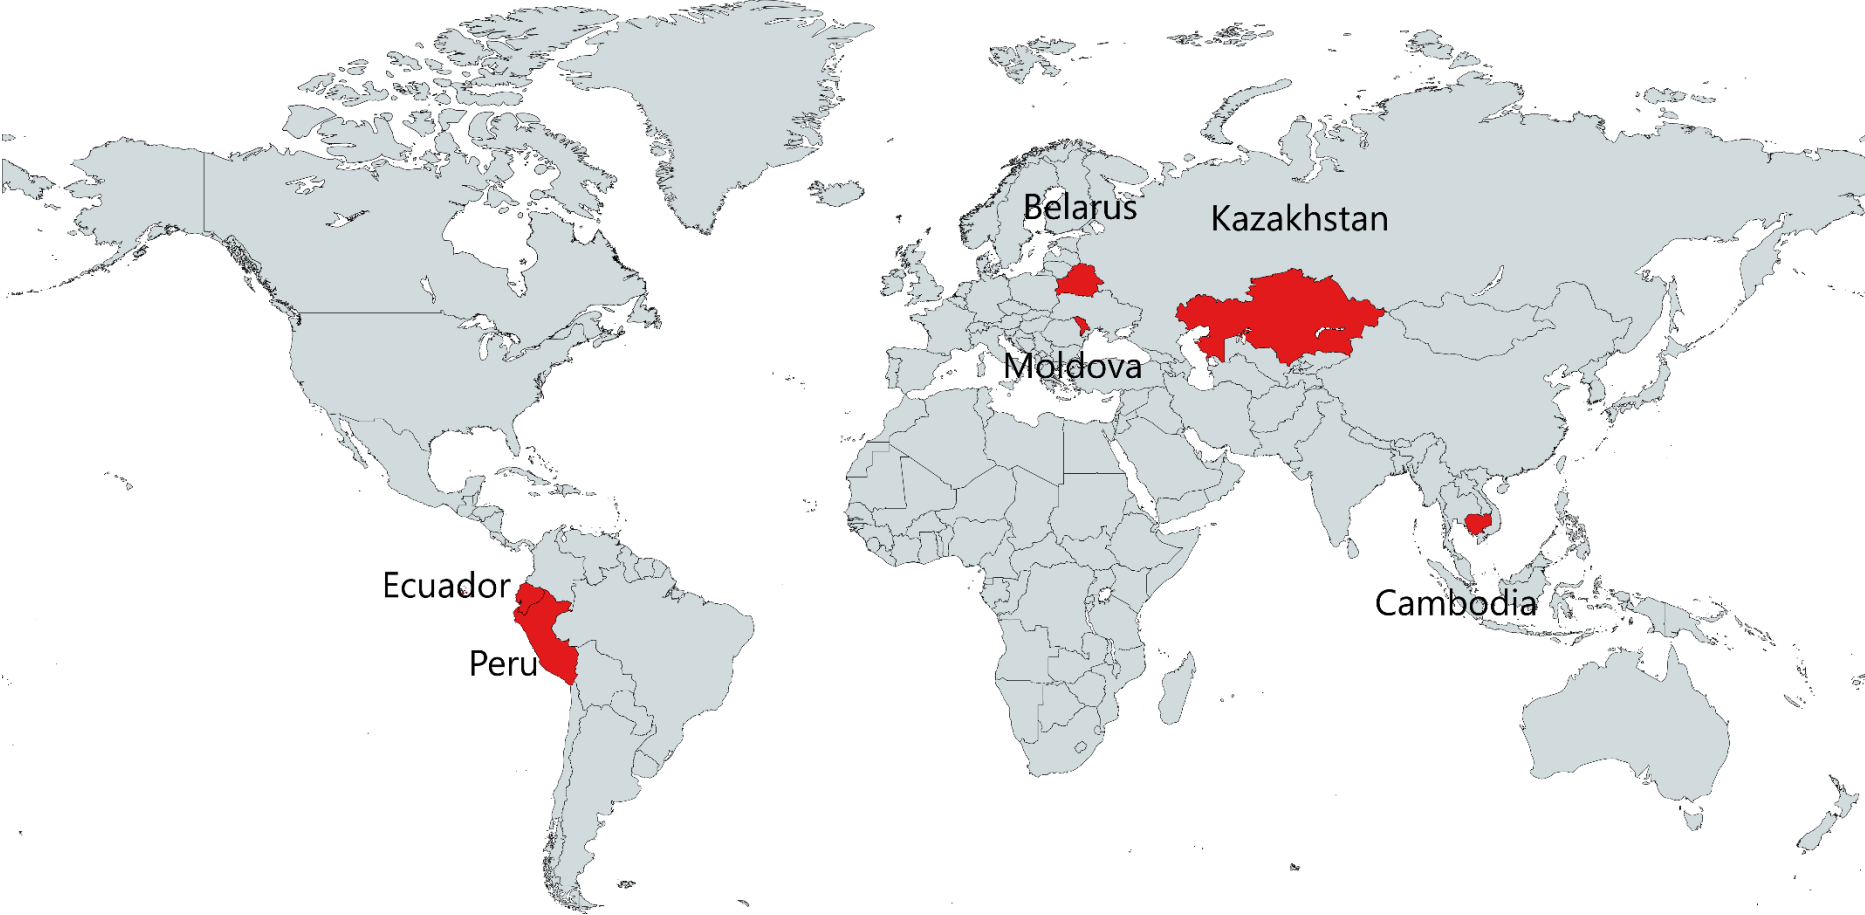 Belarus
Kazakhstan
Moldova
Ecuador
Cambodia
Peru